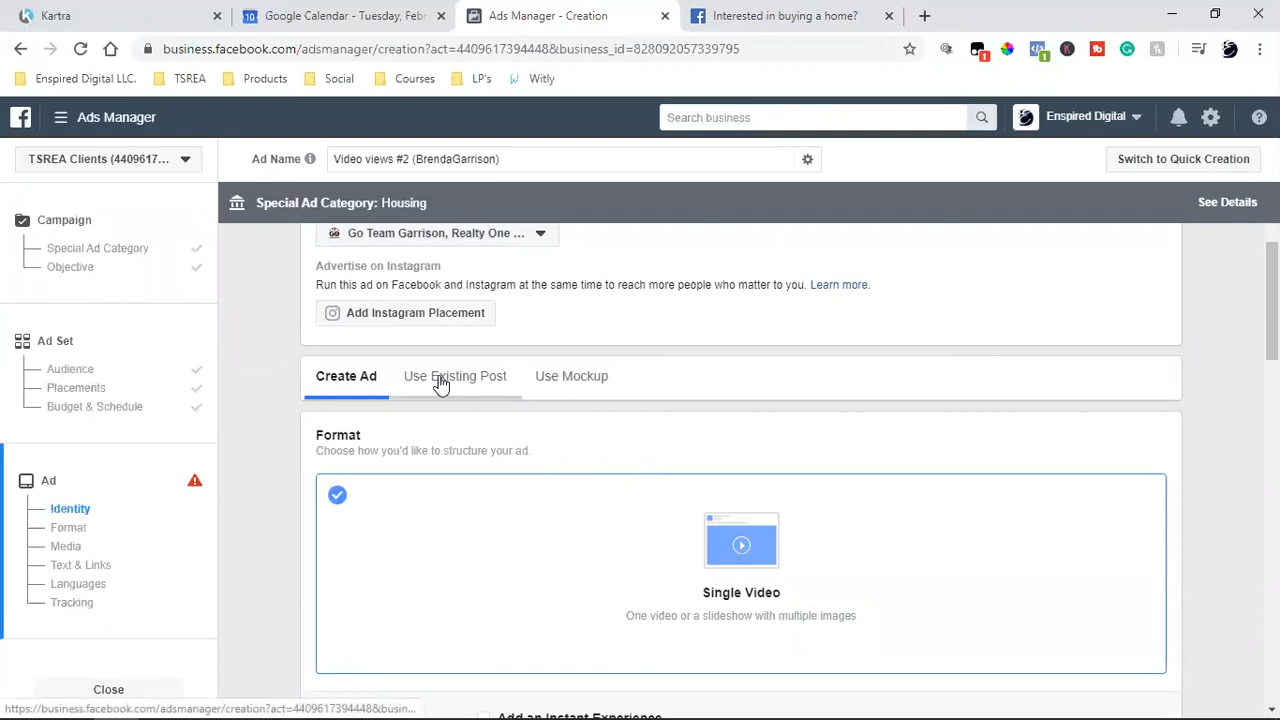 Kartra
Google Calendar - Tuesday, Febr
Ads Manager - Creation
Interested in buying a home?
business.facebook.com/adsmanager/creation?act=440961739444&business_id=828092057339795
Enspired Digital LLC.
TSREA
Products
Social
Courses
LP's
Witly
1
1
Ads Manager
Search business
Enspired Digital
TSREA Clients (4409617...
Ad Name
Video views #2 (BrendaGarrison)
Switch to Quick Creation
Special Ad Category: Housing
See Details
Campaign
Special Ad Category
Objective
Ad Set
Audience
Placements
Budget & Schedule
Ad
Identity
Format
Media
Text & Links
Languages
Tracking
Close
Go Team Garrison, Realty One ...
Advertise on Instagram
Run this ad on Facebook and Instagram at the same time to reach more people who matter to you. Learn more.
Add Instagram Placement
Create Ad
Use Existing Post
Use Mockup
Format
Choose how you'd like to structure your ad.
Single Video
One video or a slideshow with multiple images
Add an Instant Experience
https://business.facebook.com/adsmanager/creation?act=4409617394448&busin...